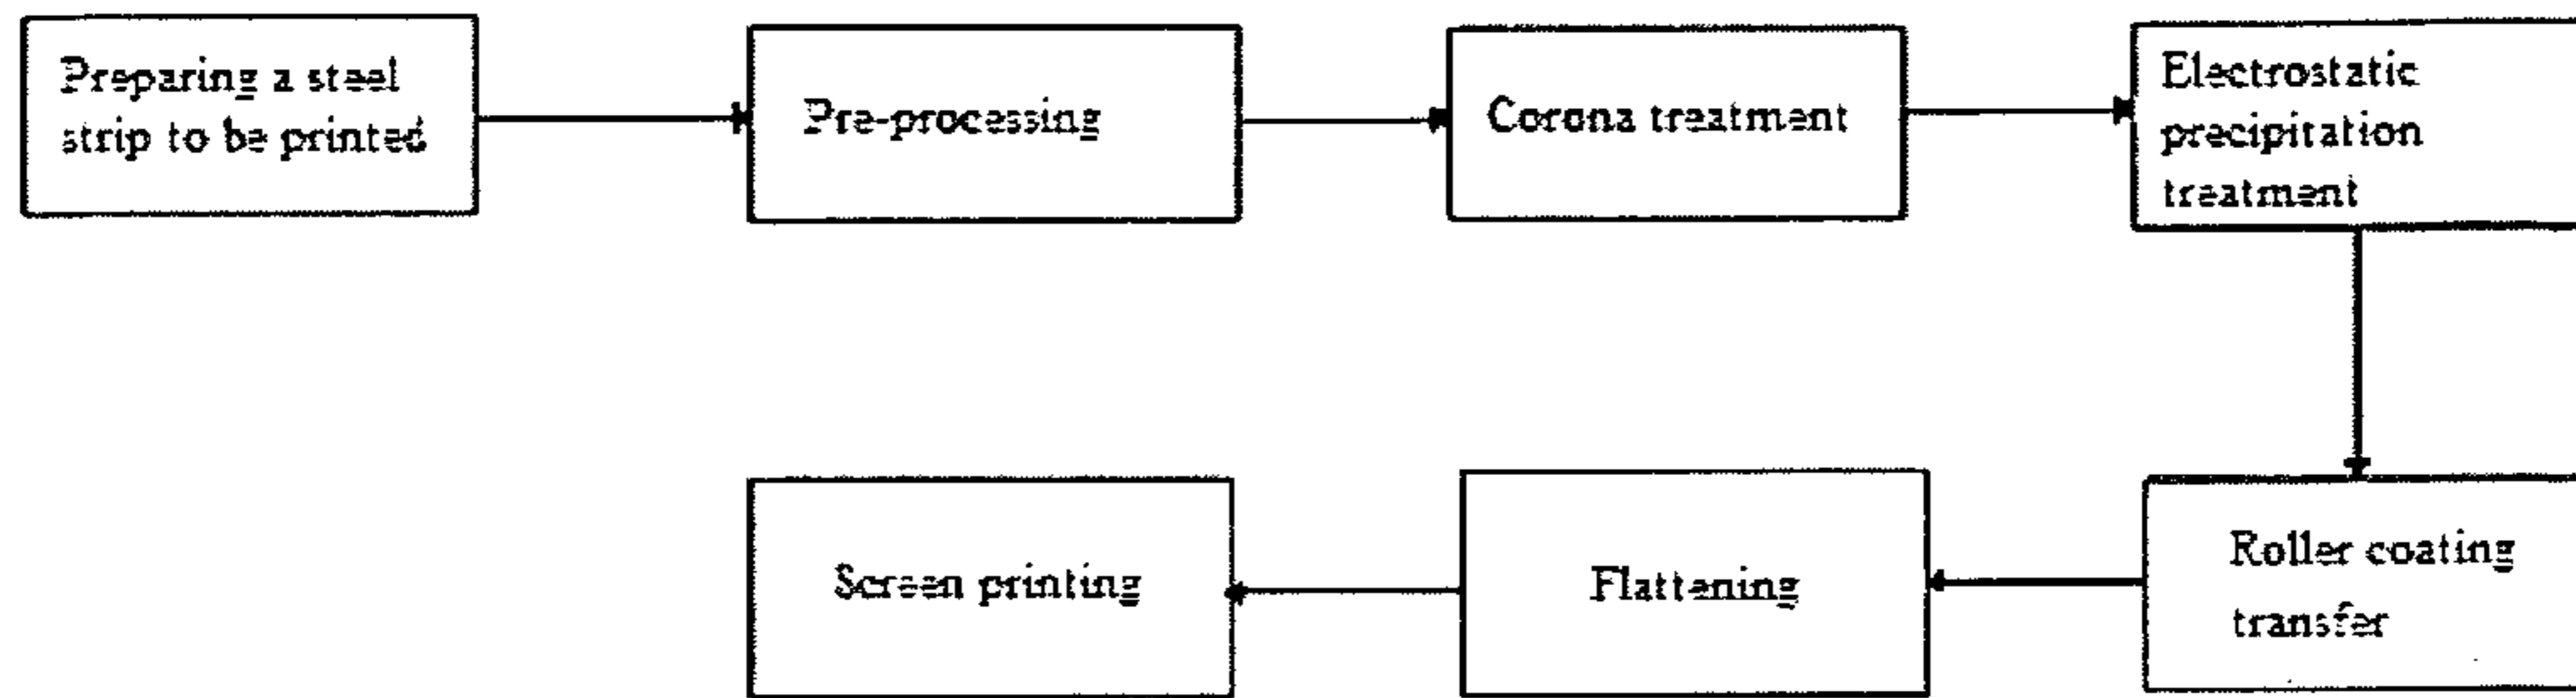 Preparing a steel
strip to be printed
Pre-processing
Corona treatment
Electrostatic
precipitation
treatment
Roller coating
transfer
Flattening
Screen printing